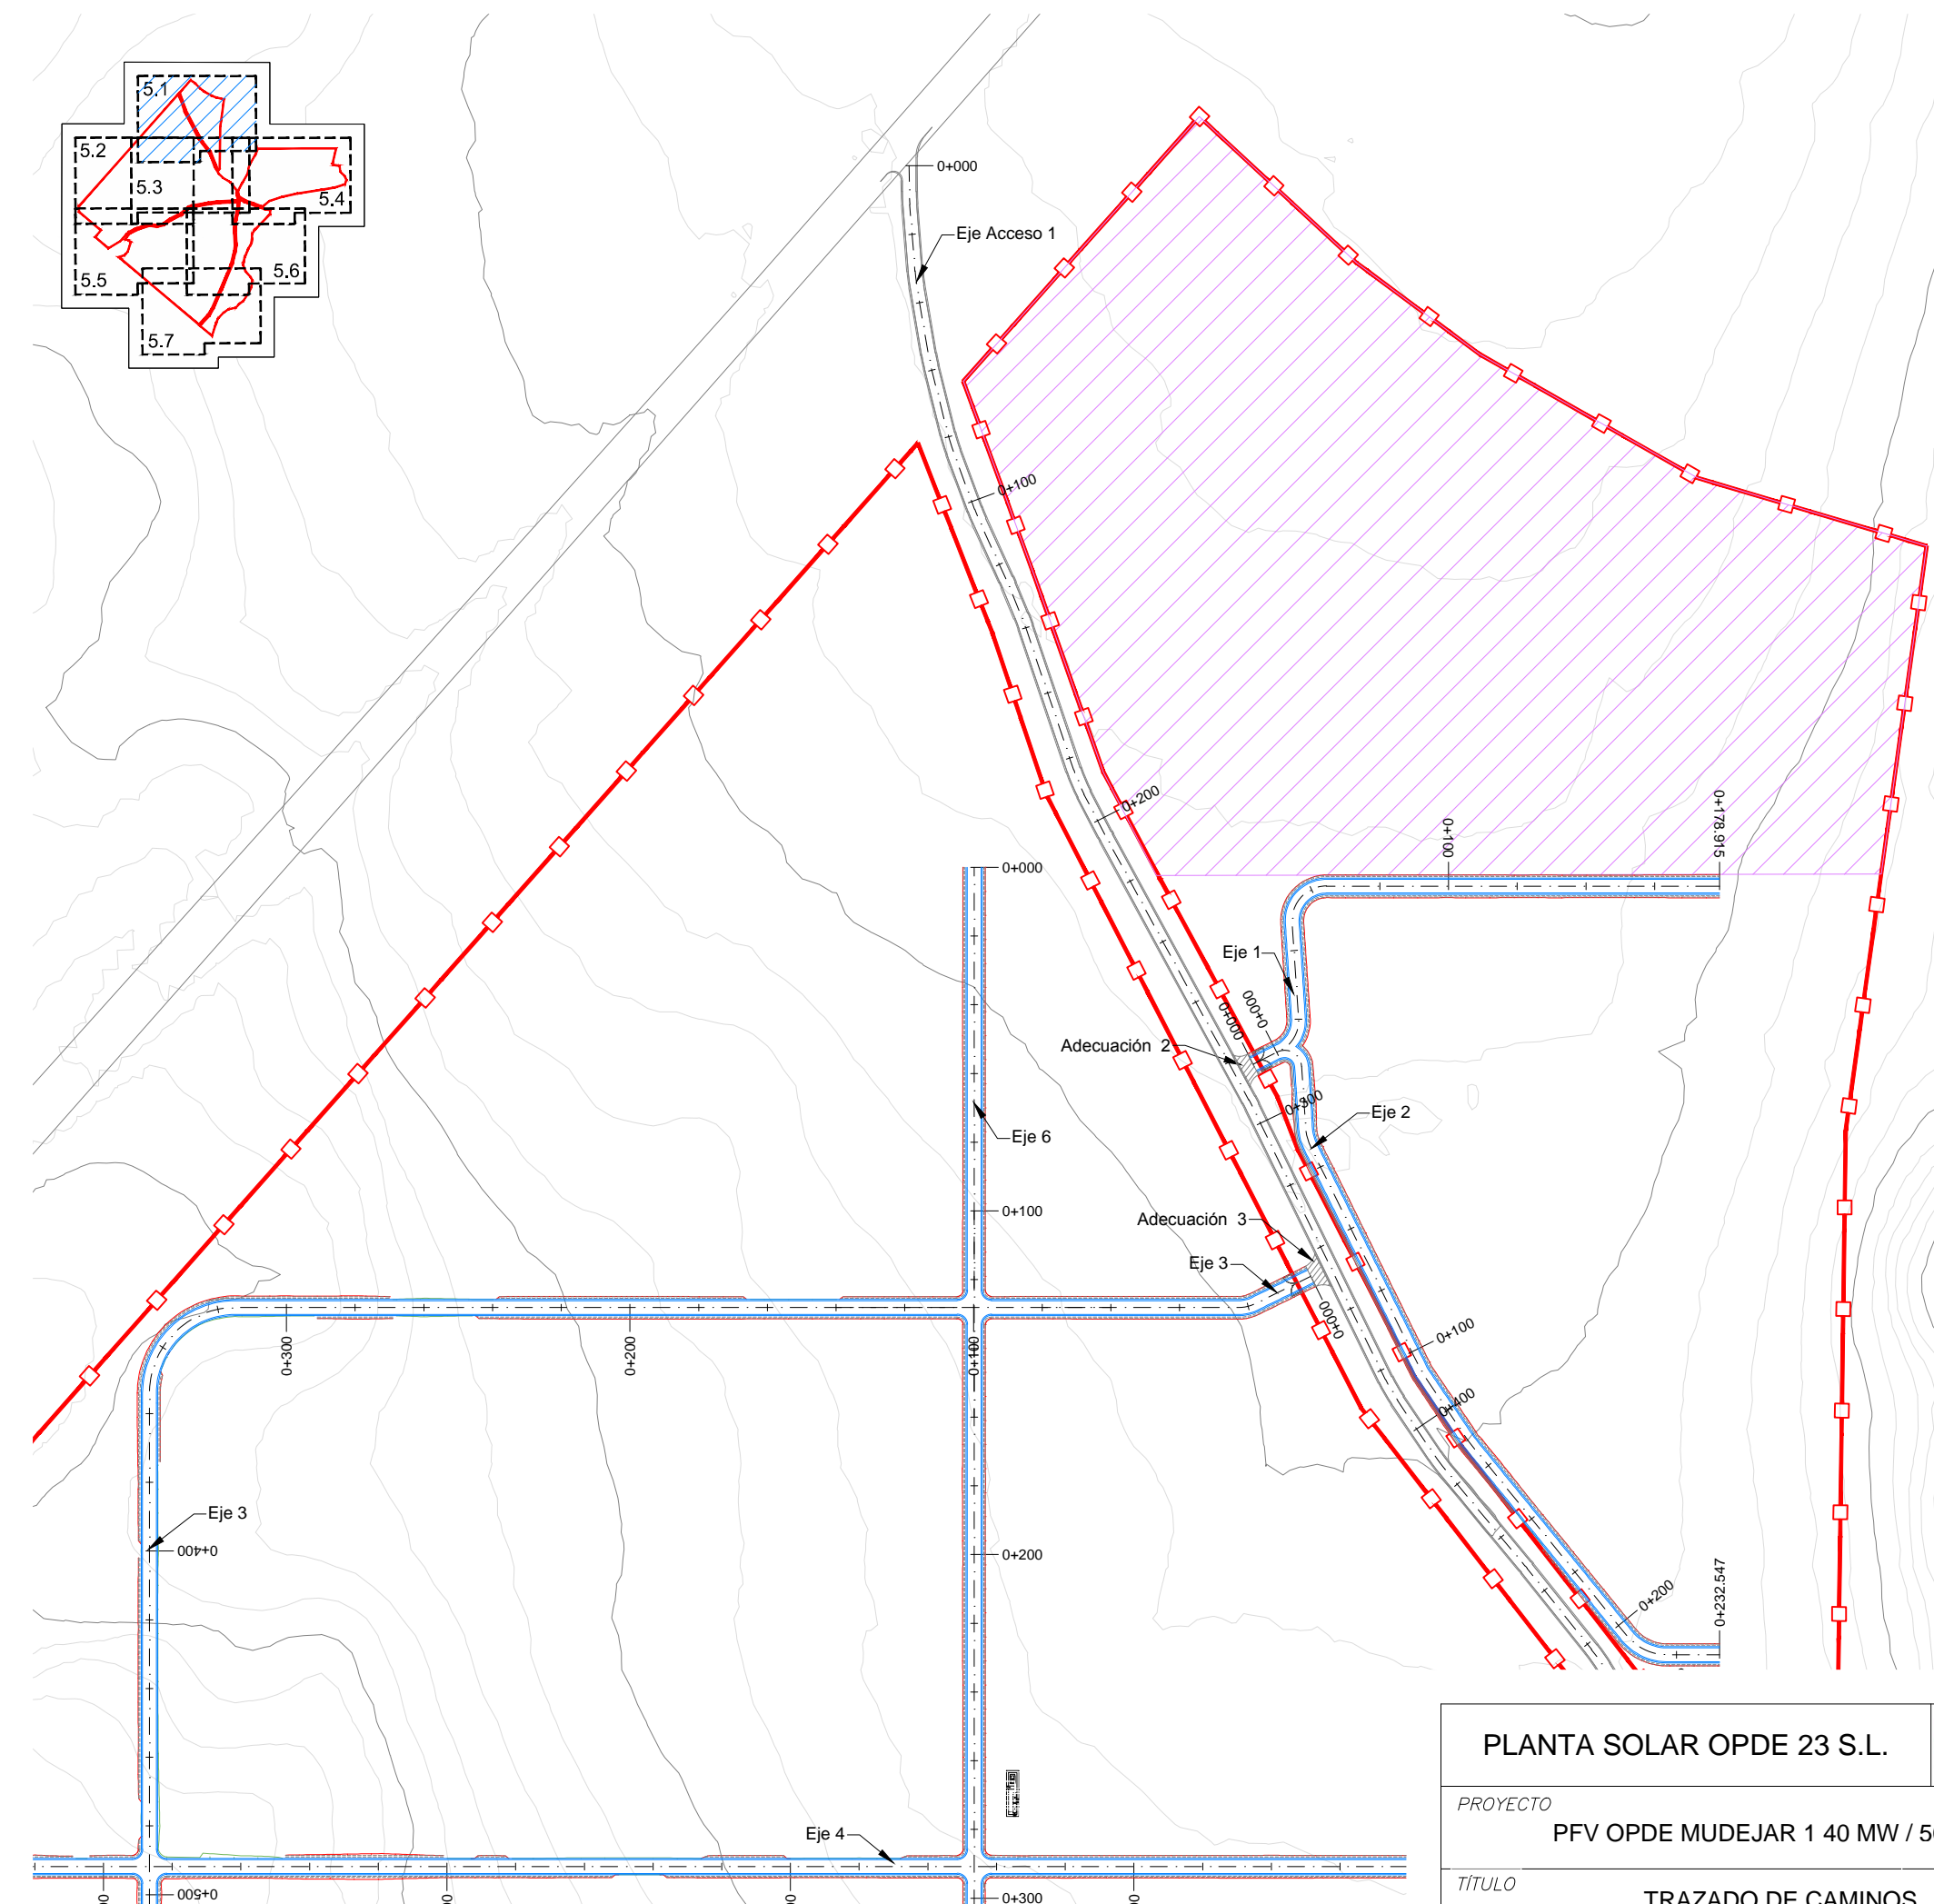 5.1
5.2
5.3
5.4
5.5
5.6
5.7
0+000
Eje Acceso 1
0+100
0+200
0+000
0+100
0+178.915
Eje 1
0+000
0+000
Adecuación 2
0+300
Eje 2
Eje 6
0+100
Adecuación 3
Eje 3
0+000
0+300
0+200
0+100
0+100
0+400
Eje 3
0+400
0+200
0+200
0+232.547
PLANTA SOLAR OPDE 23 S.L.
PROYECTO
PFV OPDE MUDEJAR 1 40 MW
Eje 4
0+500
0+300
TÍTULO
TRAZADO DE CAMINOS